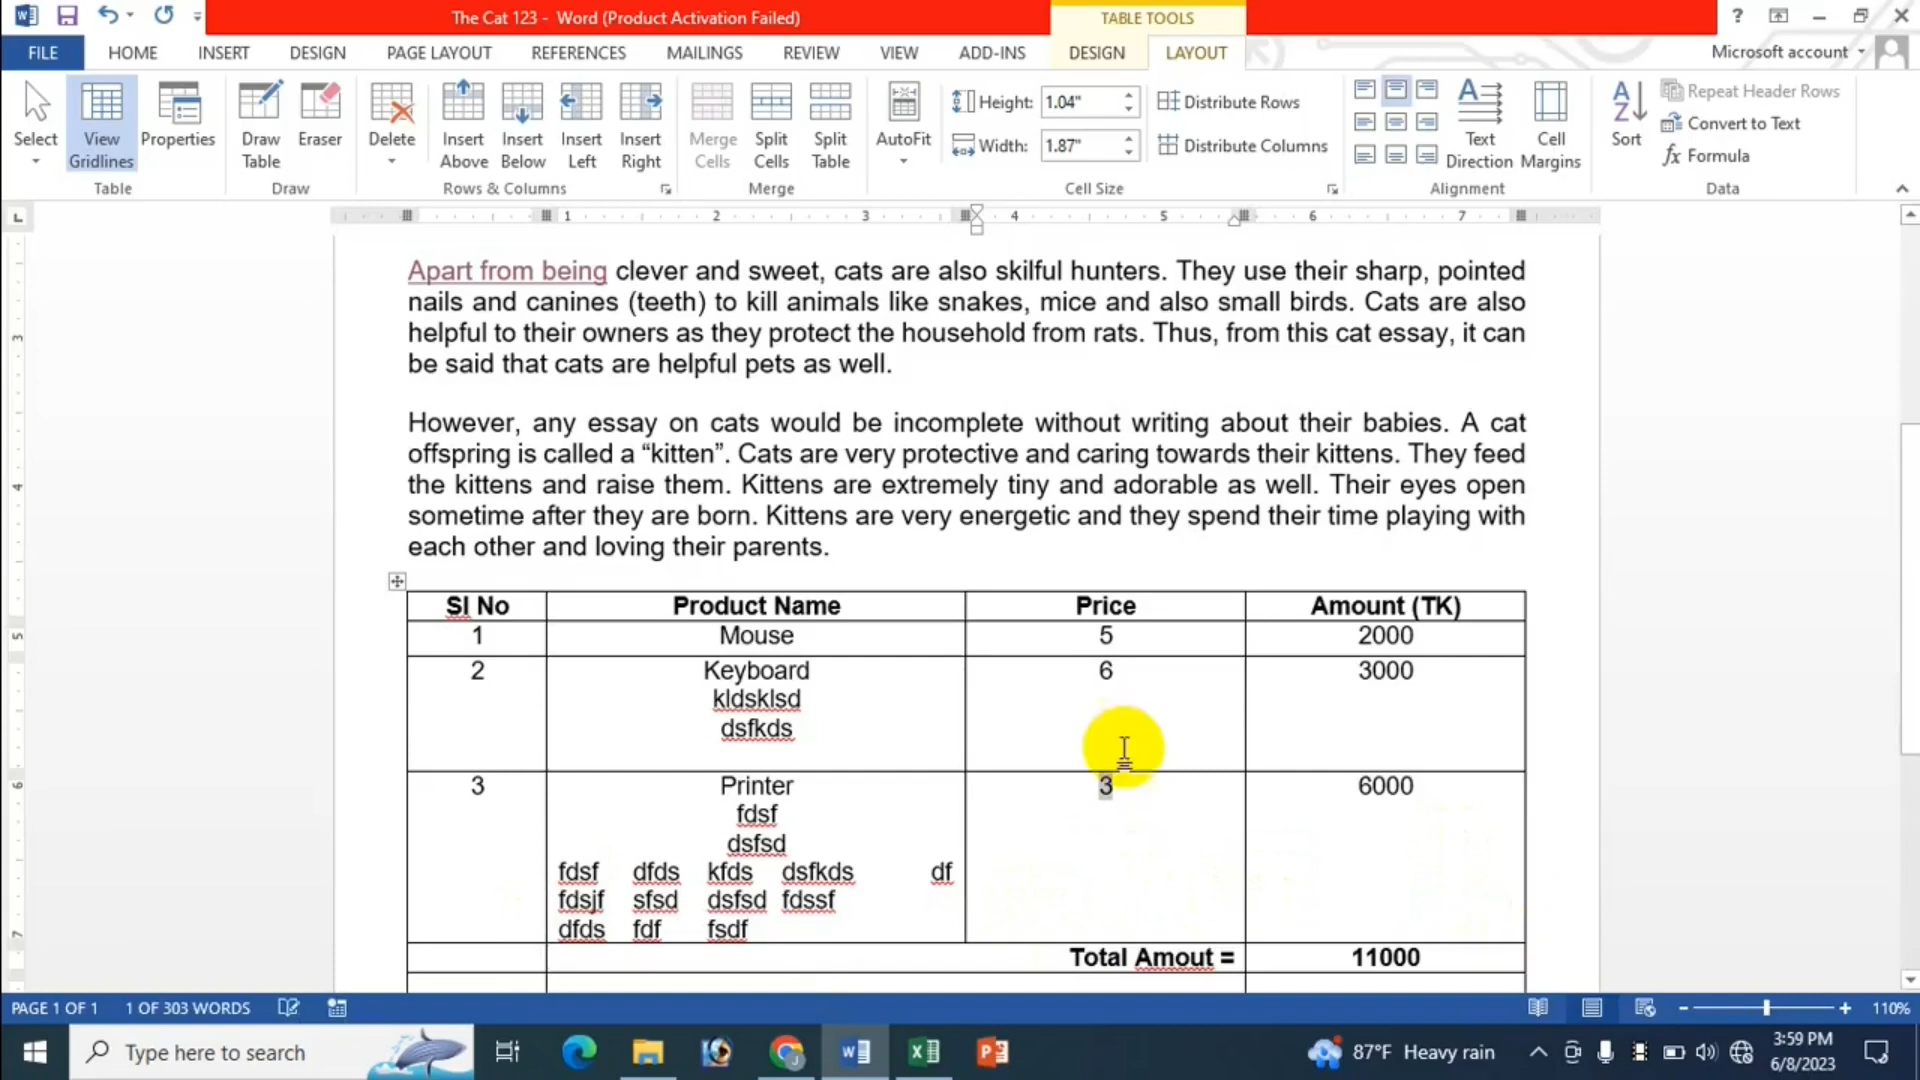 The Cat 123 - Word (Product Activation Failed)
TABLE TOOLS
?
FILE HOME INSERT DESIGN PAGE LAYOUT REFERENCES MAILINGS REVIEW VIEW ADD-INS DESIGN LAYOUT Microsoft account
Select View Gridlines Properties Draw Table Eraser Delete Insert Above Insert Below Insert Left Insert Right Merge Cells Split Cells Split Table AutoFit
Height: 1.04" Distribute Rows
Width: 1.87" Distribute Columns
Text Direction Cell Margins Sort
Repeat Header Rows
Convert to Text
fx Formula
Table Draw Rows & Columns Merge Cell Size Alignment Data
1 2 3 4 5 6 7
Apart from being clever and sweet, cats are also skilful hunters. They use their sharp, pointed
nails and canines (teeth) to kill animals like snakes, mice and also small birds. Cats are also
helpful to their owners as they protect the household from rats. Thus, from this cat essay, it can
be said that cats are helpful pets as well.
However, any essay on cats would be incomplete without writing about their babies. A cat
offspring is called a “kitten”. Cats are very protective and caring towards their kittens. They feed
the kittens and raise them. Kittens are extremely tiny and adorable as well. Their eyes open
sometime after they are born. Kittens are very energetic and they spend their time playing with
each other and loving their parents.
Sl No Product Name Price Amount (TK)
1 Mouse 5 2000
2 Keyboard 6 3000
kldsklsd
dsfkds
3 Printer 3 6000
fdsf
dsfsd
fdsf dfds kfds dsfkds df
fdsjf sfsd dsfsd fdssf
dfds fdf fsdf
Total Amout = 11000
3
4
5
6
7
PAGE 1 OF 1 1 OF 303 WORDS 110%
Type here to search
87°F Heavy rain
3:59 PM
6/8/2023